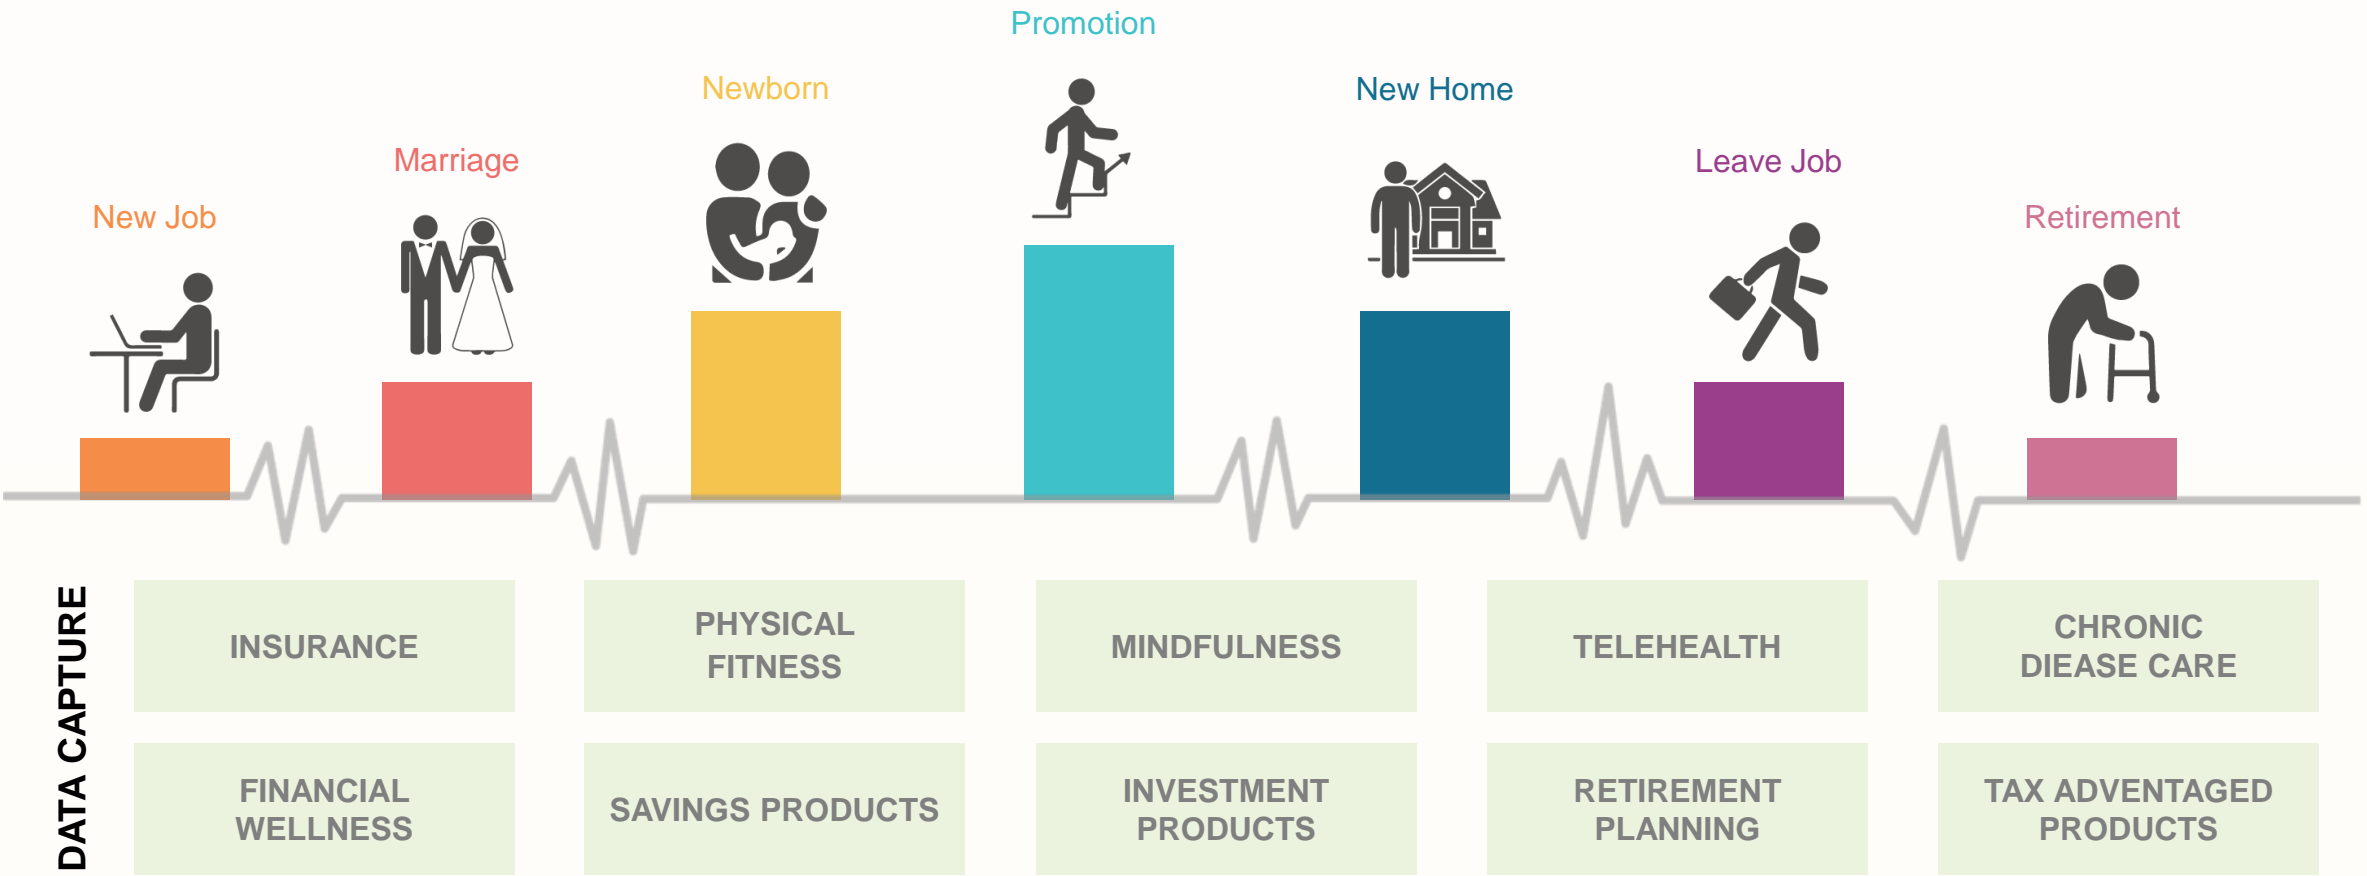 Promotion
Newborn
New Home
Marriage
Leave Job
New Job
Retirement
DATA CAPTURE
INSURANCE
PHYSICAL
FITNESS
MINDFULNESS
TELEHEALTH
CHRONIC
DIEASE CARE
FINANCIAL
WELLNESS
SAVINGS PRODUCTS
INVESTMENT
PRODUCTS
RETIREMENT
PLANNING
TAX ADVENTAGED
PRODUCTS